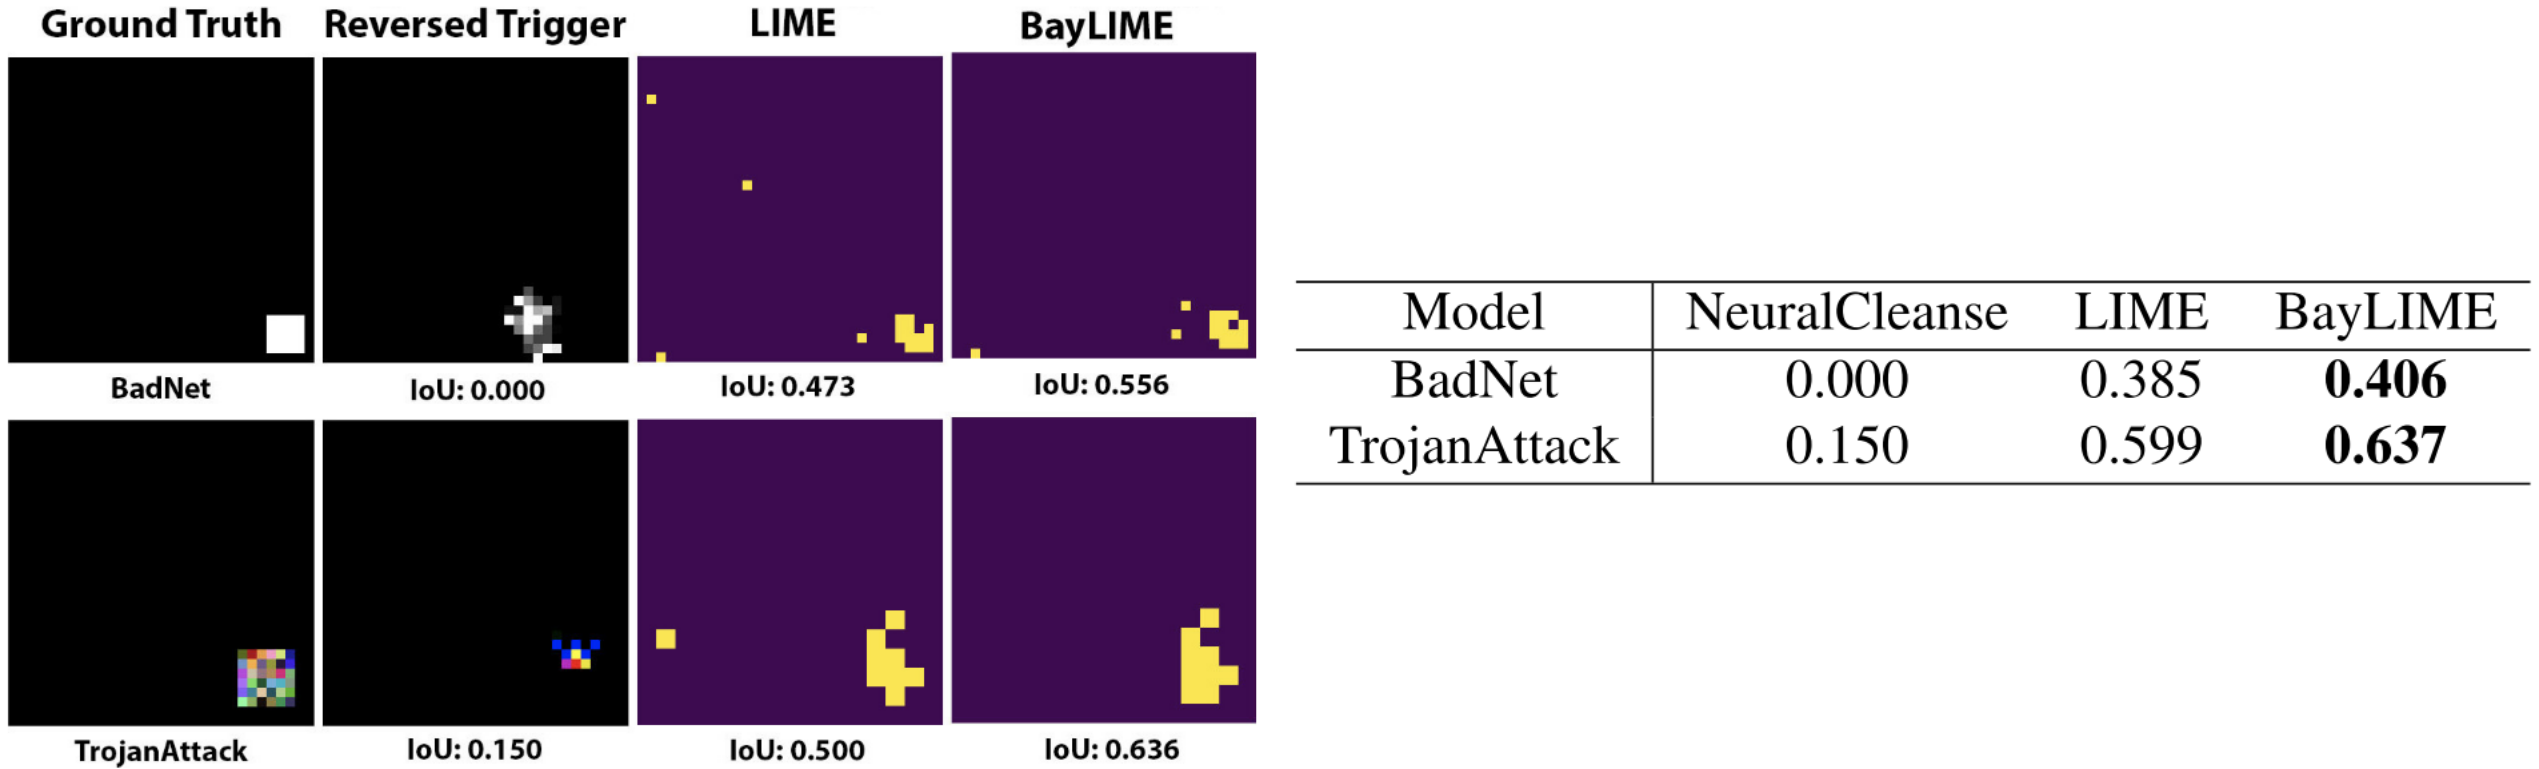 Ground Truth Reversed Trigger LIME BayLIME
BadNet IoU: 0.000 IoU: 0.473 IoU: 0.556
TrojanAttack IoU: 0.150 IoU: 0.500 IoU: 0.636
Model NeuralCleanse LIME BayLIME
BadNet 0.000 0.385 0.406
TrojanAttack 0.150 0.599 0.637